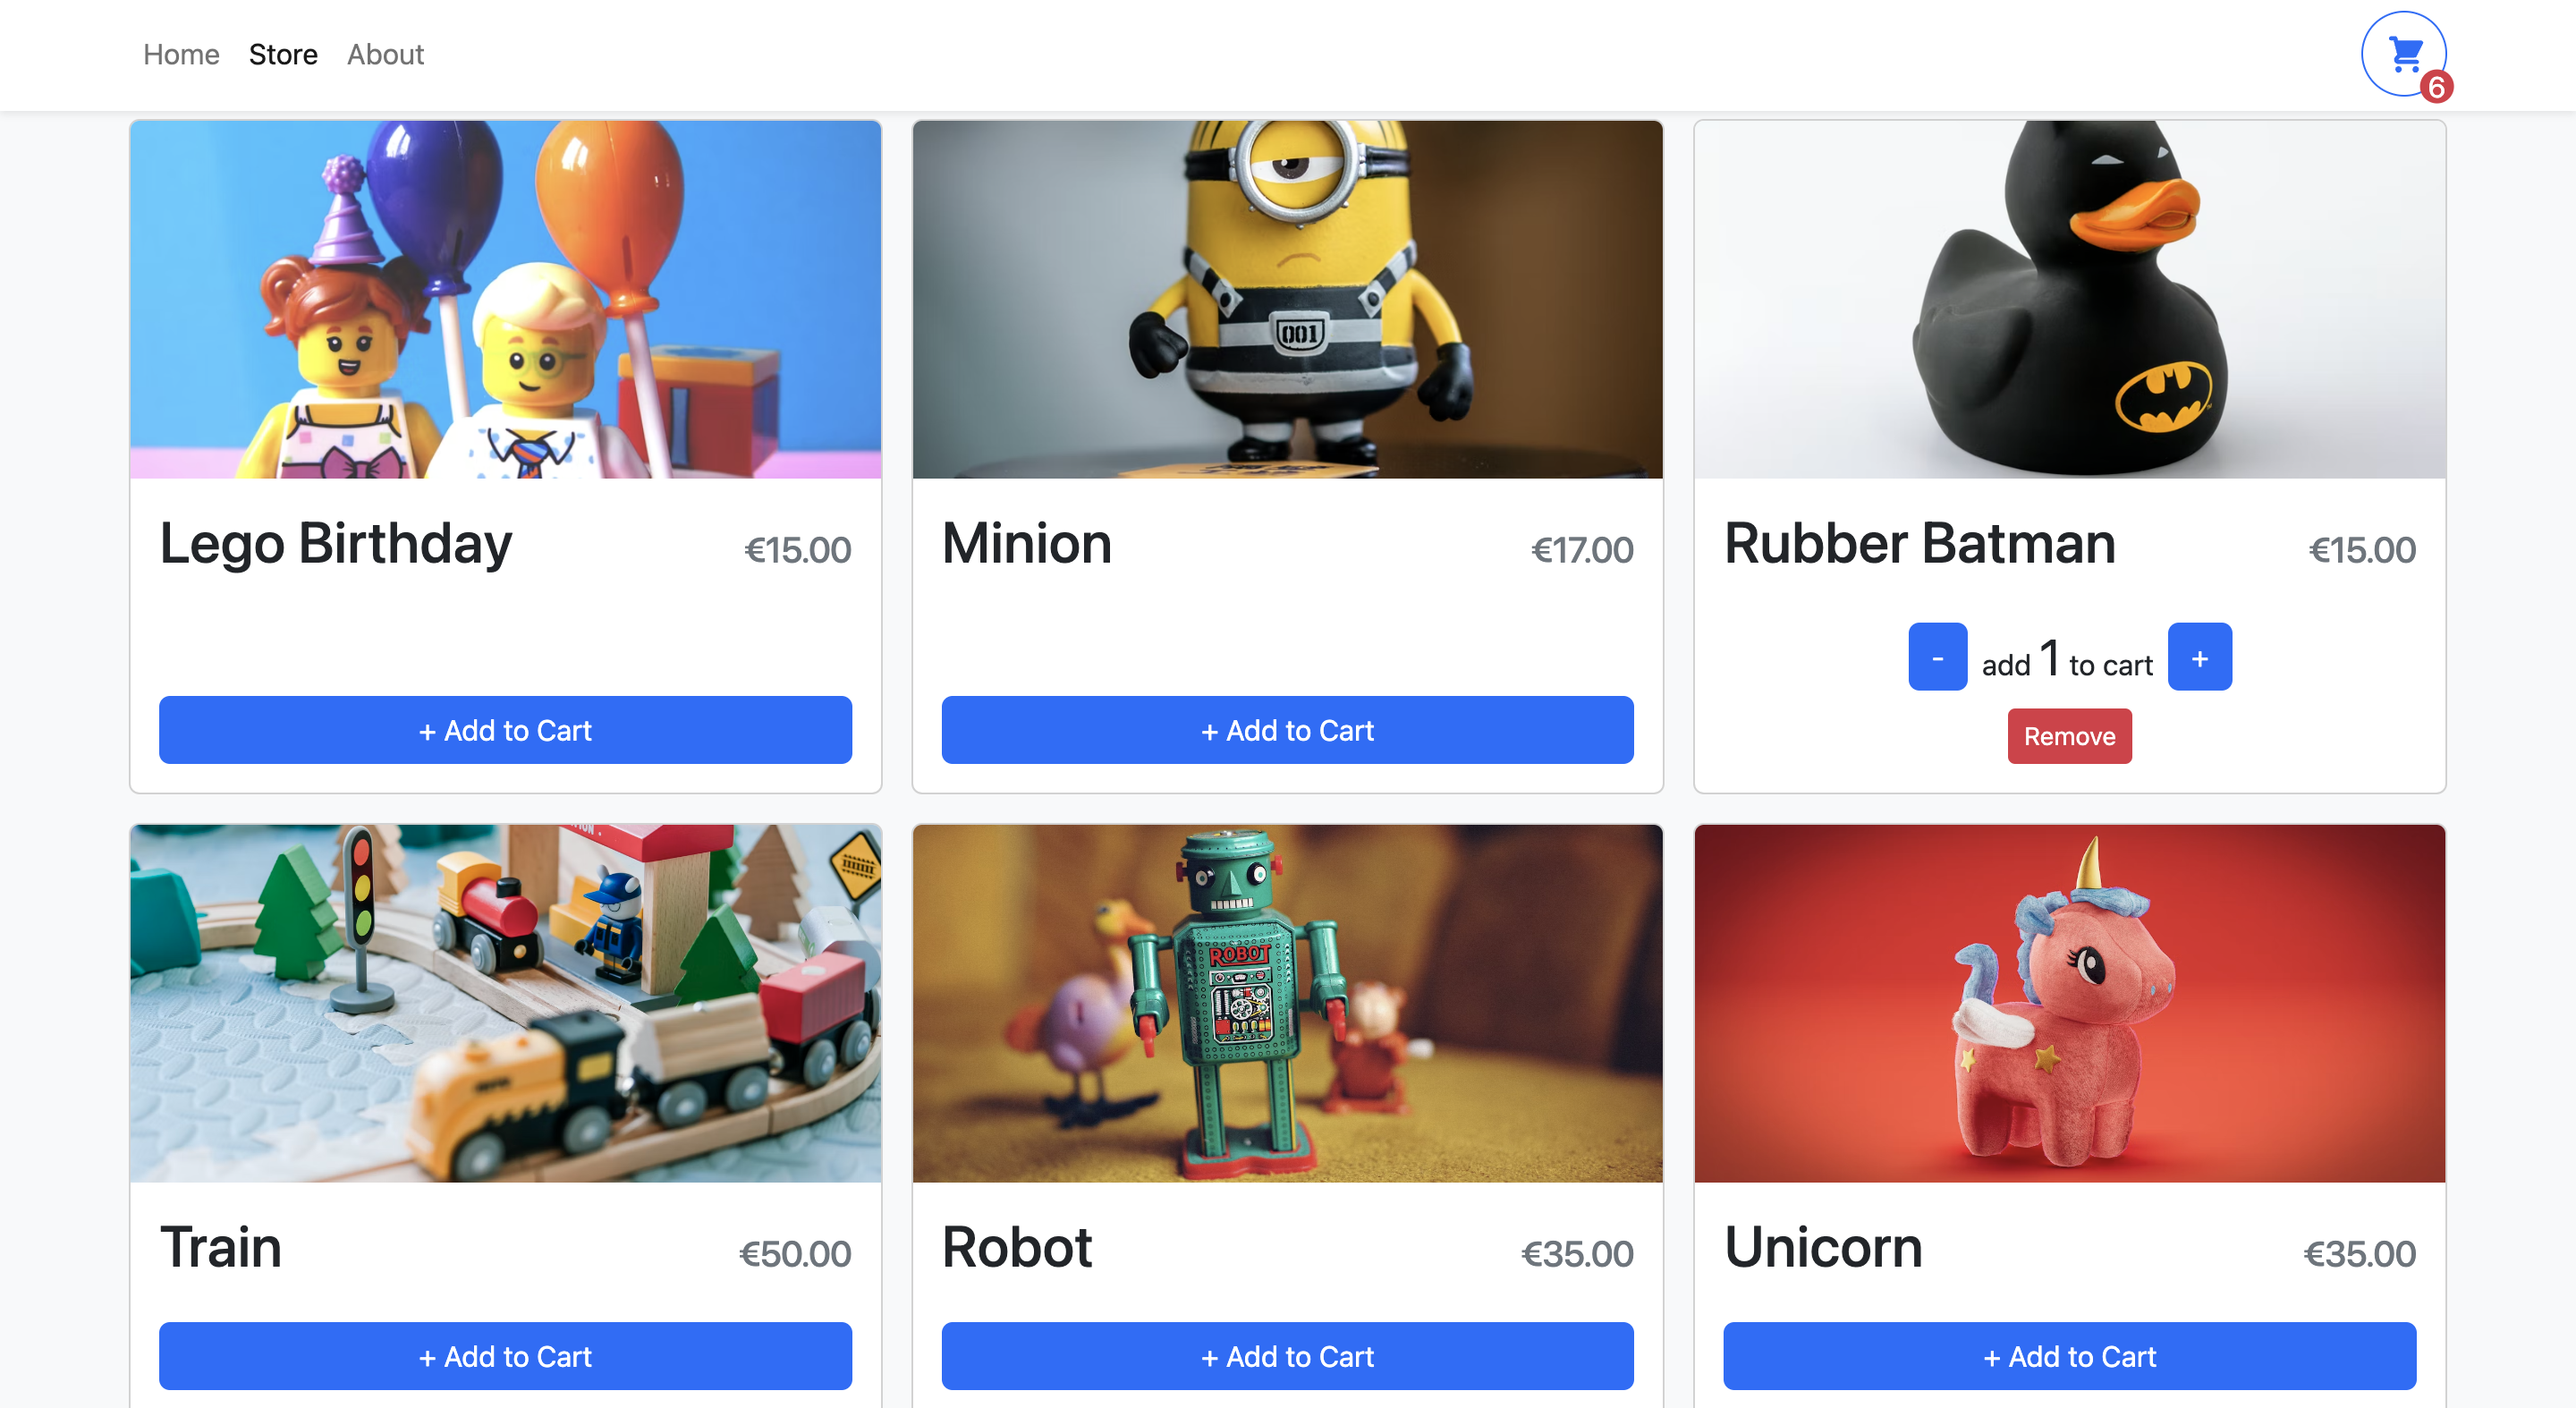 Home Store About
6
001
Lego Birthday €15.00
Minion €17.00
Rubber Batman €15.00
+ Add to Cart
+ Add to Cart
- add 1 to cart +
Remove
ROBOT
Train €50.00
Robot €35.00
Unicorn €35.00
+ Add to Cart
+ Add to Cart
+ Add to Cart